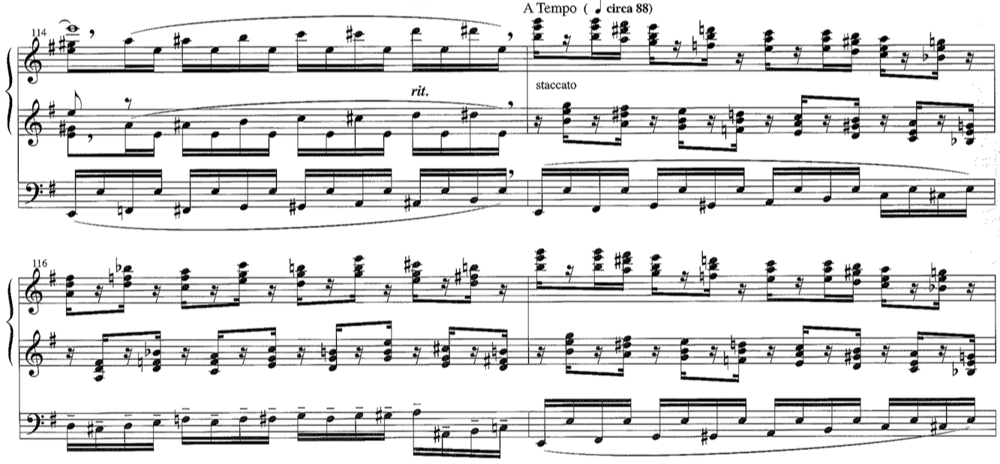 A Tempo ( ♩ circa 88)
114
rit.
staccato
116